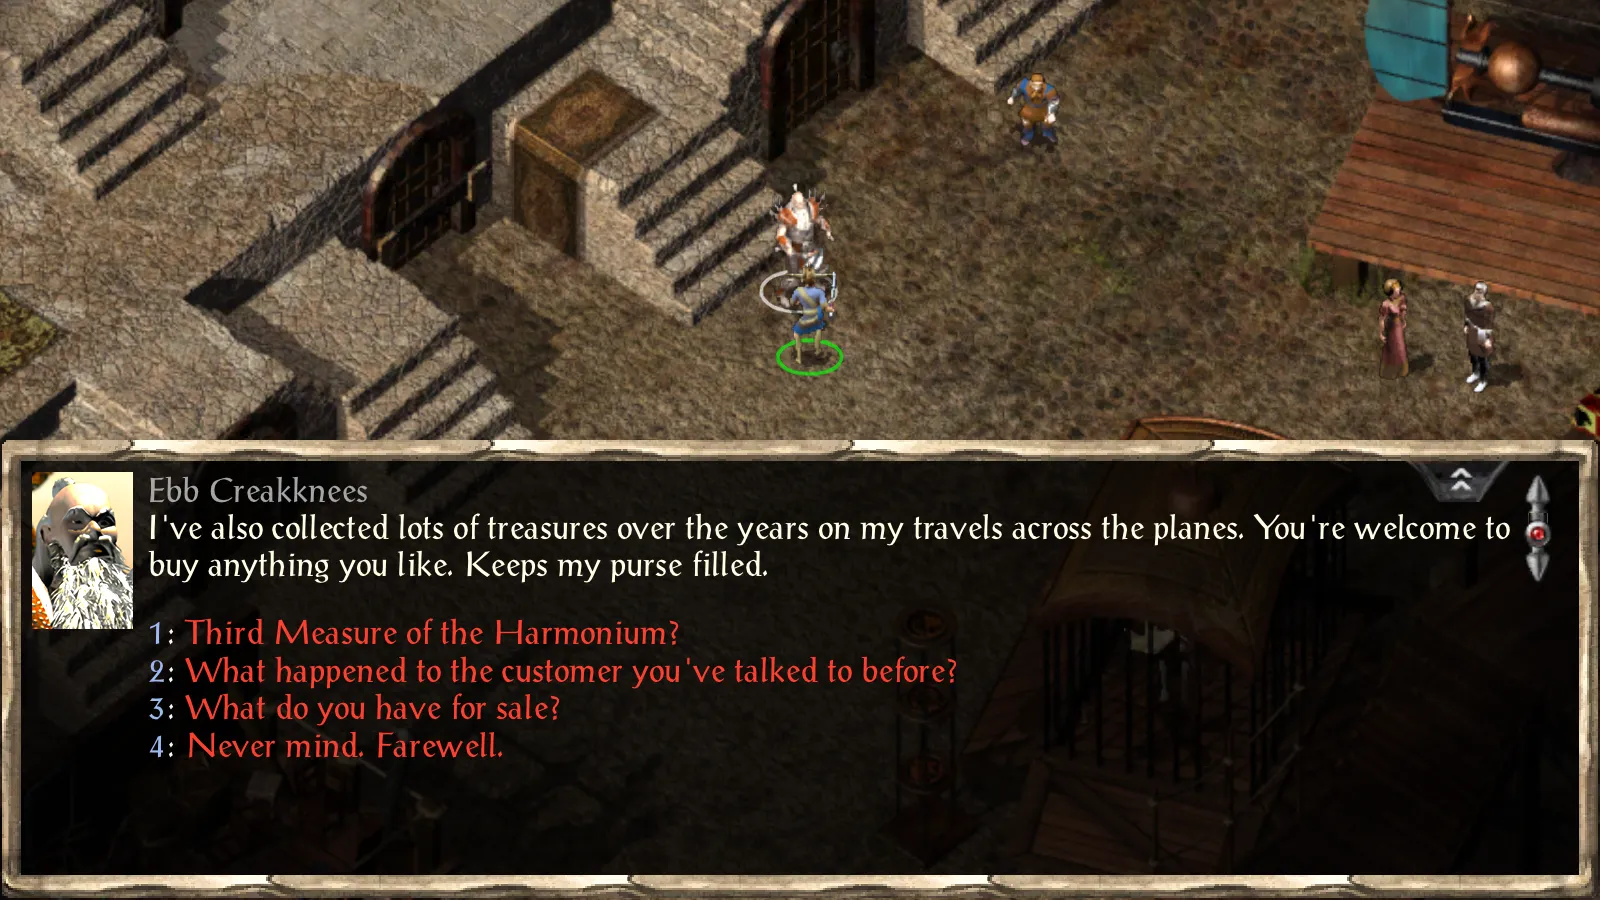 Ebb Creakknees
I've also collected lots of treasures over the years on my travels across the planes. You're welcome to
buy anything you like. Keeps my purse filled.
1: Third Measure of the Harmonium?
2: What happened to the customer you've talked to before?
3: What do you have for sale?
4: Never mind. Farewell.